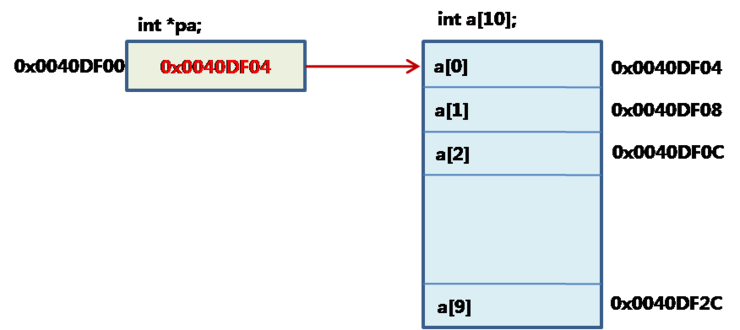 int *pa;
int a[10];
0x0040DF00
0x0040DF04
a[0]
0x0040DF04
a[1]
0x0040DF08
a[2]
0x0040DF0C
a[9]
0x0040DF2C